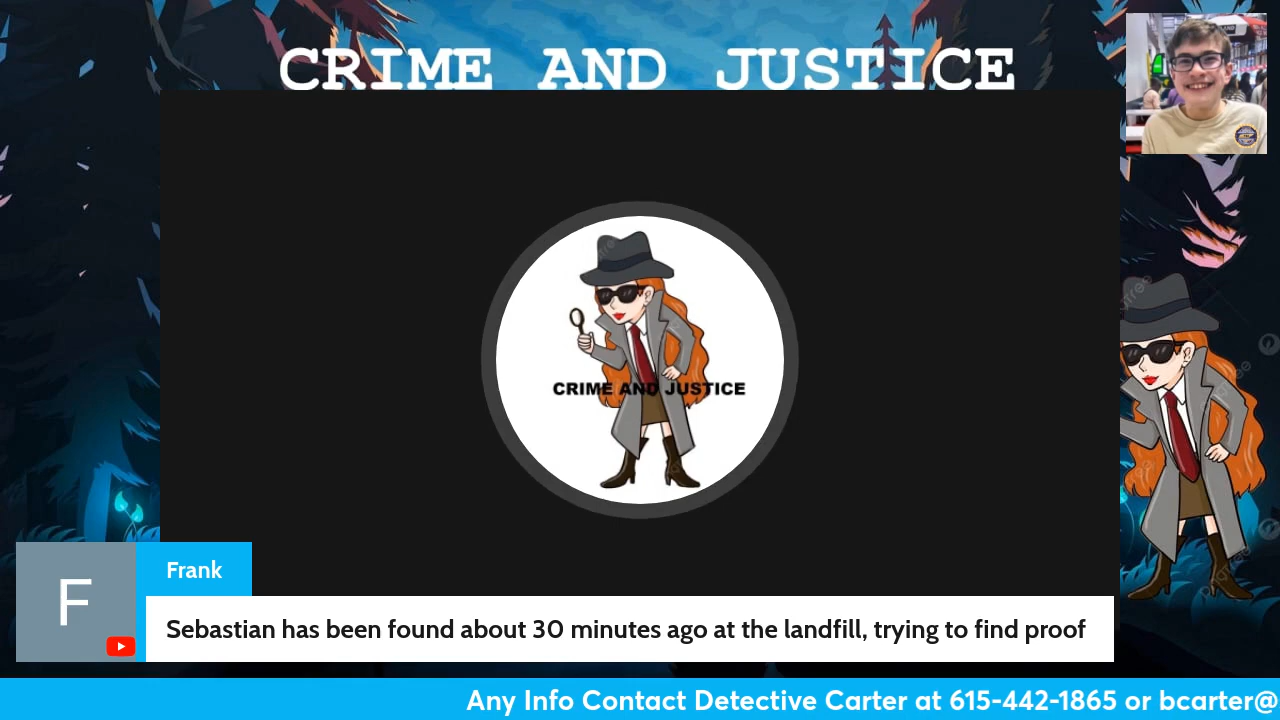 CRIME AND JUSTICE
CRIME AND JUSTICE
F
Frank
Sebastian has been found about 30 minutes ago at the landfill, trying to find proof
Any Info Contact Detective Carter at 615-442-1865 or bcarter@